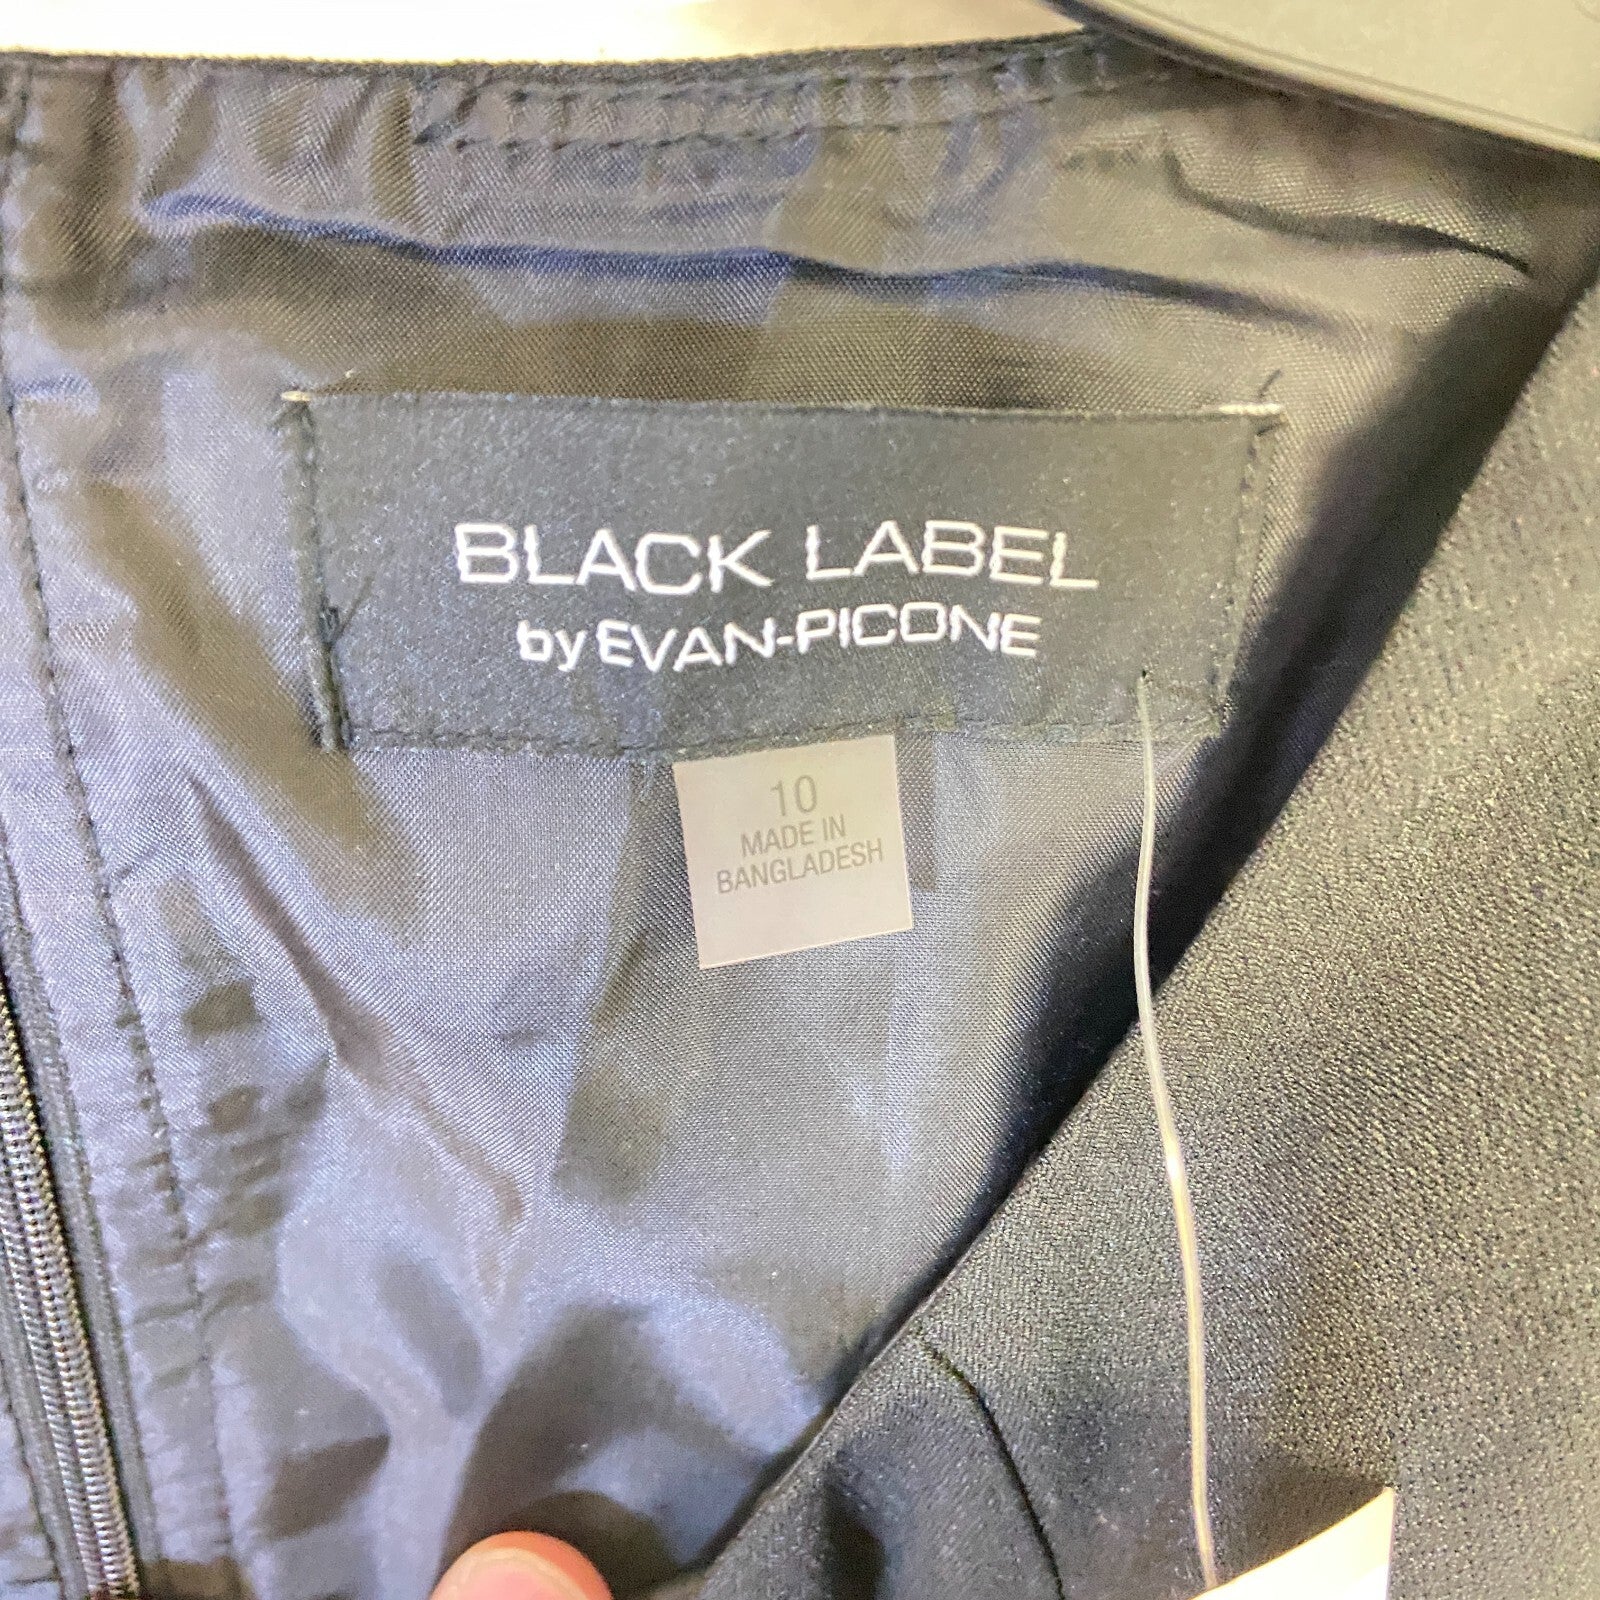 BLACK LABEL
by EVAN-PICONE
10
MADE IN
BANGLADESH